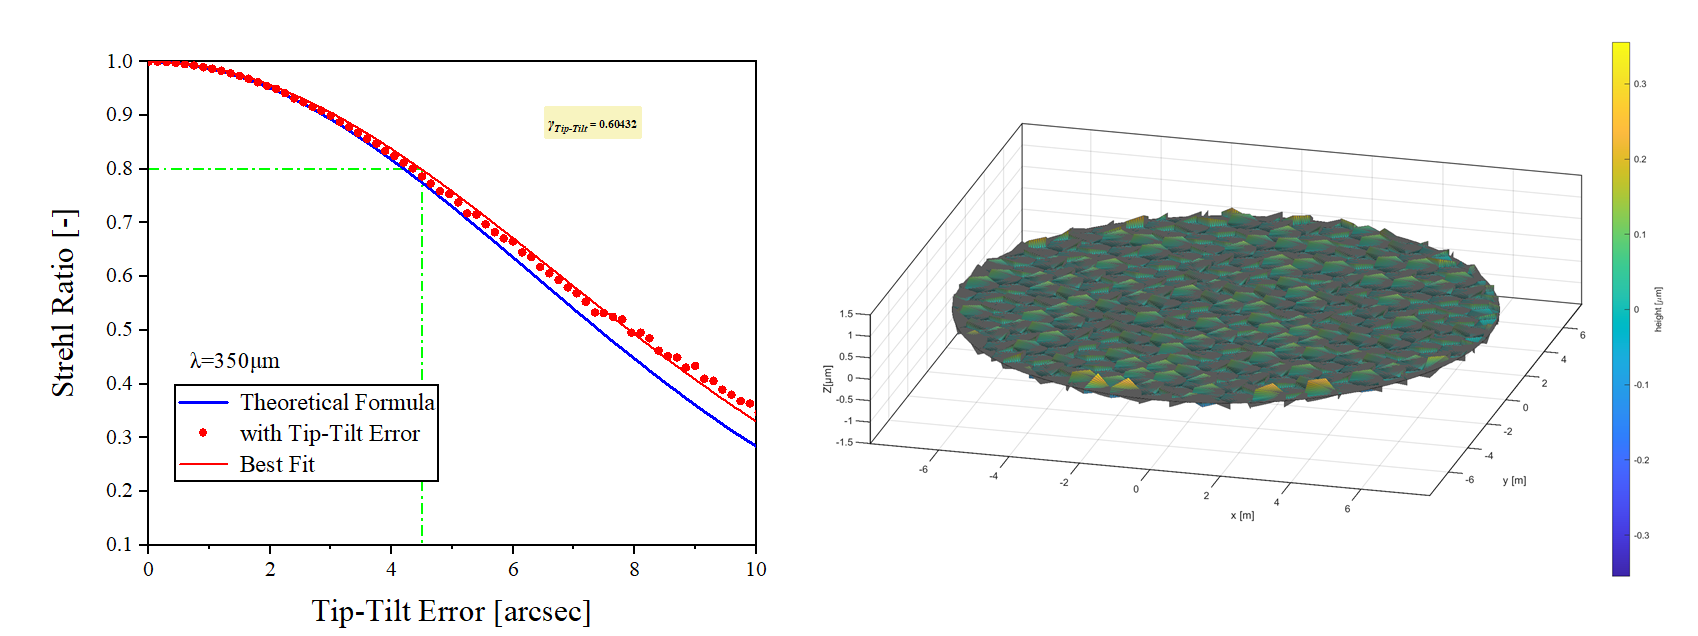 1.0
0.9
0.8
0.7
0.6
0.5
0.4
0.3
0.2
0.1
Strehl Ratio [-]
γTip-Tilt = 0.60432
λ=350μm
Theoretical Formula
with Tip-Tilt Error
Best Fit
0 2 4 6 8 10
Tip-Tilt Error [arcsec]
1.5
1
0.5
0
-0.5
-1
-1.5
Z[μm]
-6 -4 -2 0 2 4 6
x [m]
6
4
2
0
-2
-4
-6
y [m]
0.3
0.2
0.1
0
-0.1
-0.2
-0.3
height [μm]